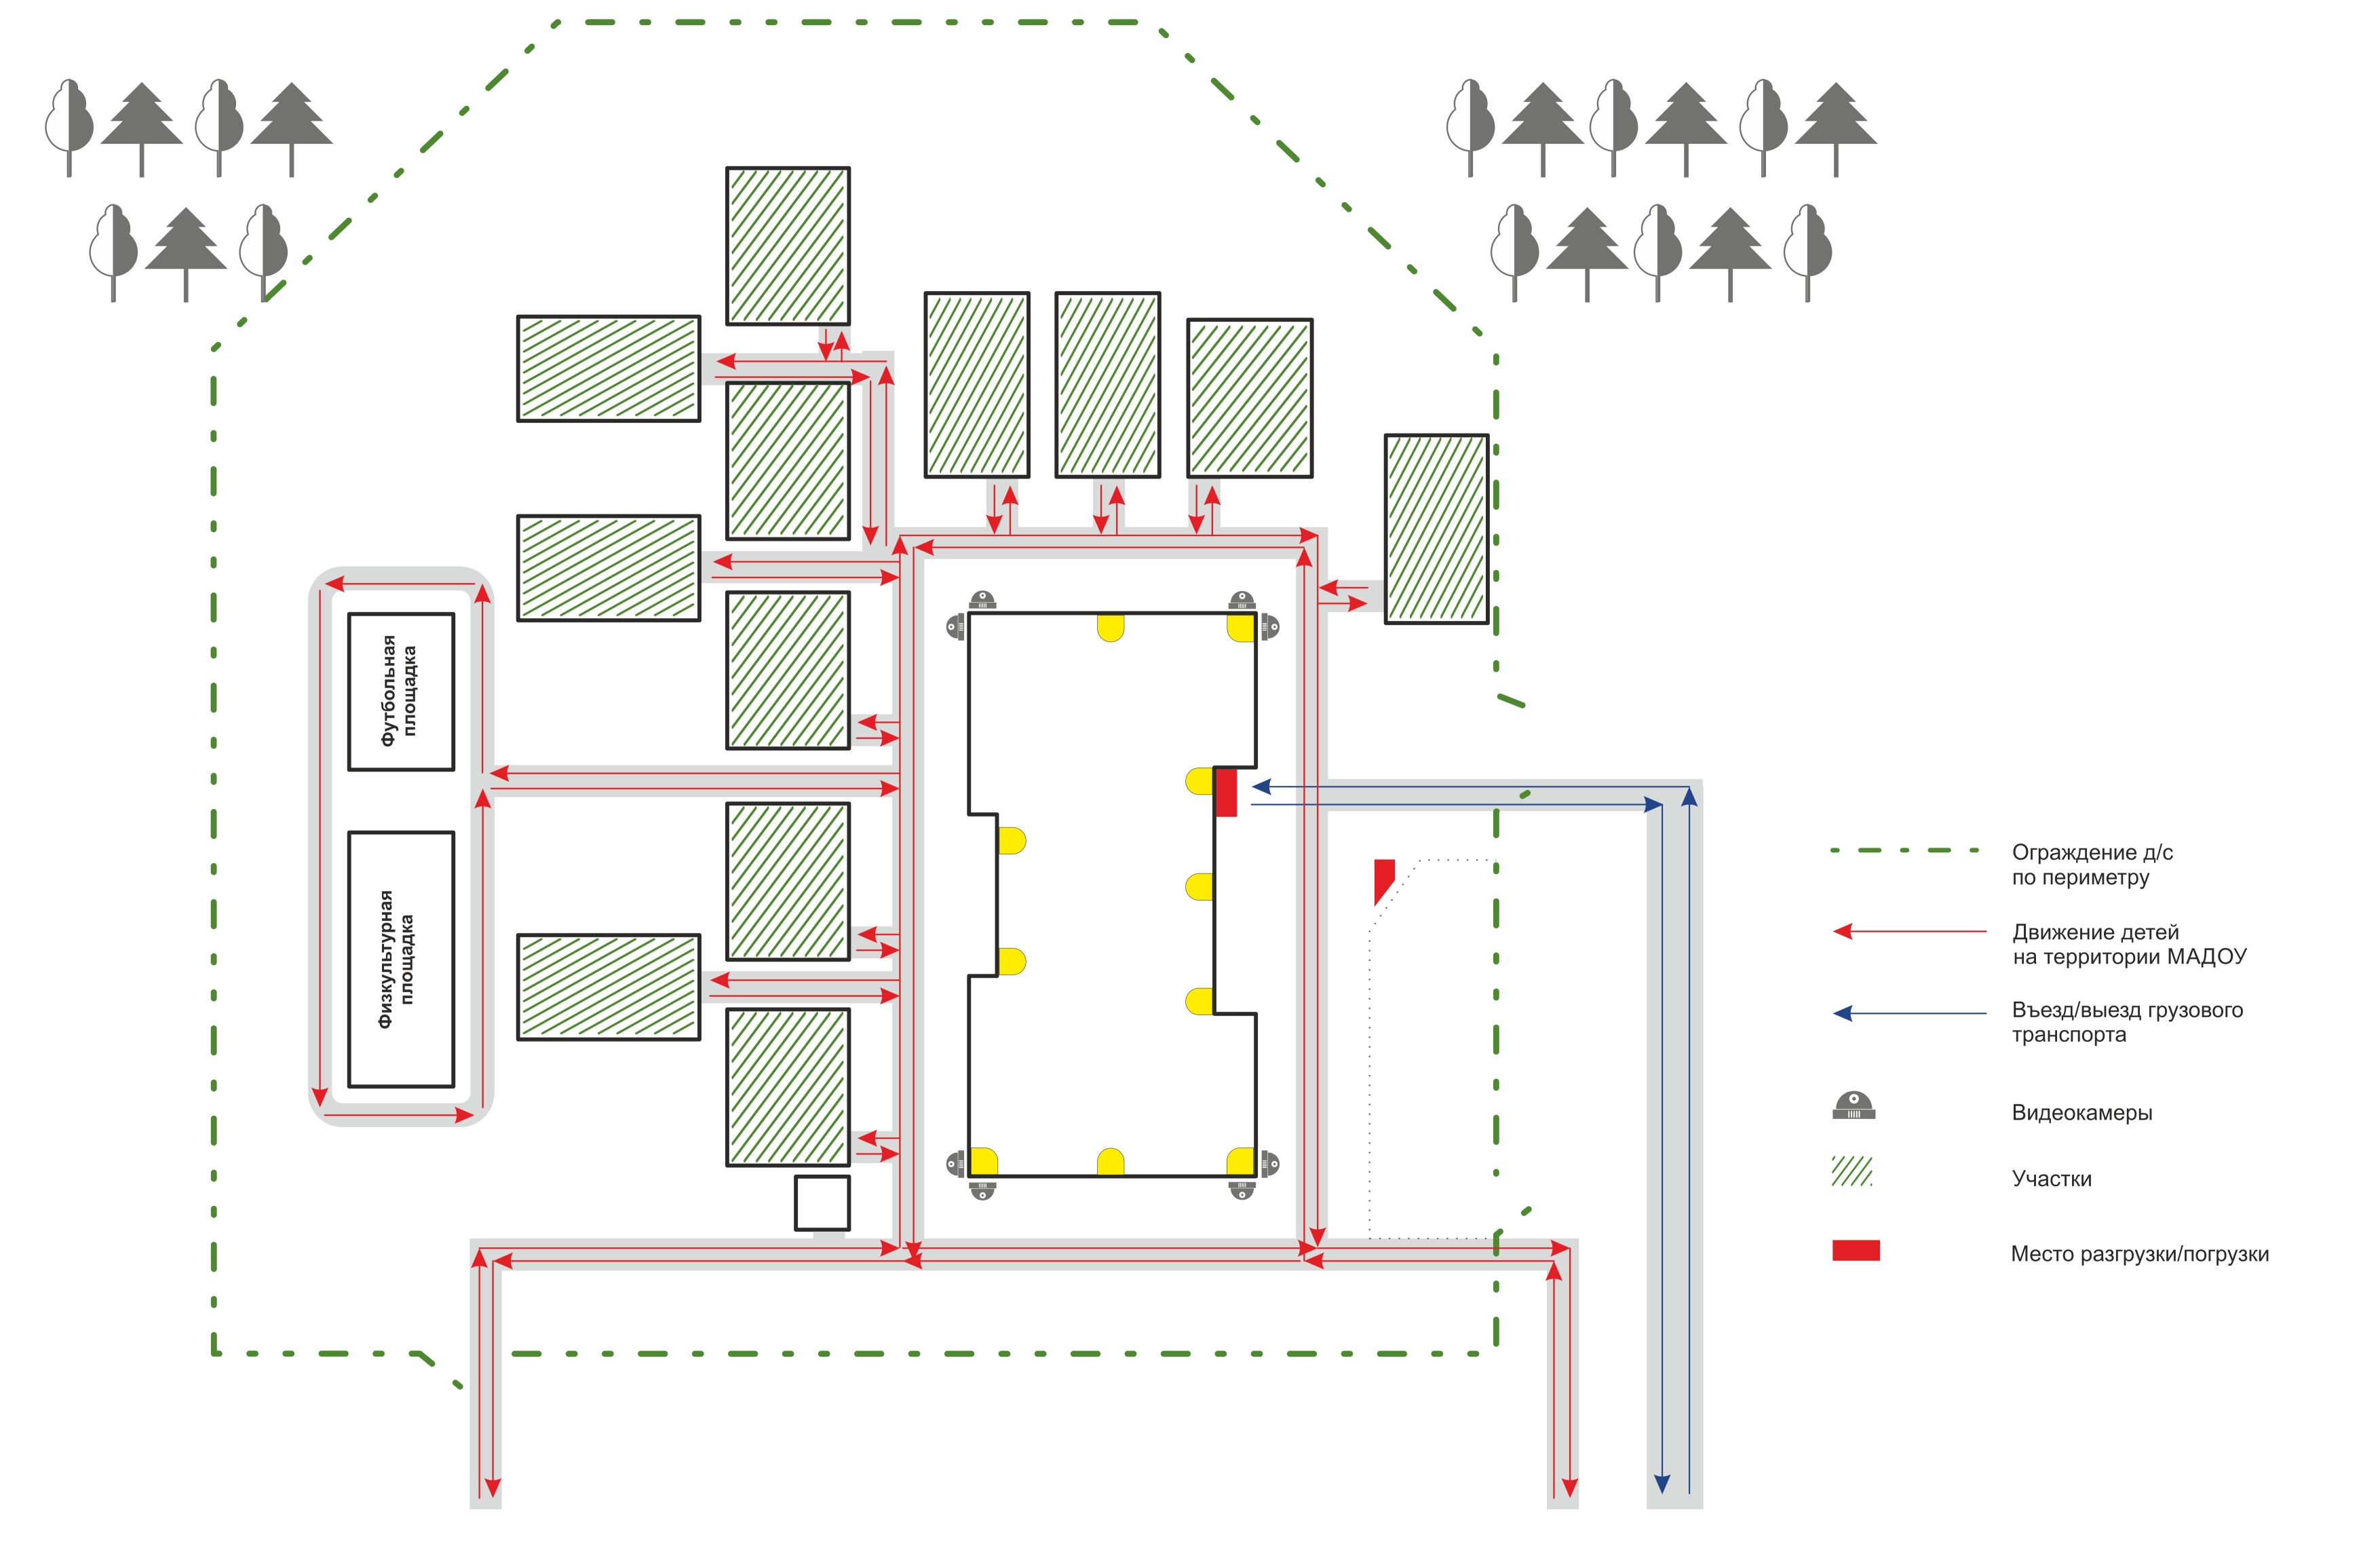 Футбольная
площадка
Физкультурная
площадка
Ограждение д/с
по периметру
Движение детей
на территории МАДОУ
Въезд/выезд грузового
транспорта
Видеокамеры
Участки
Место разгрузки/погрузки